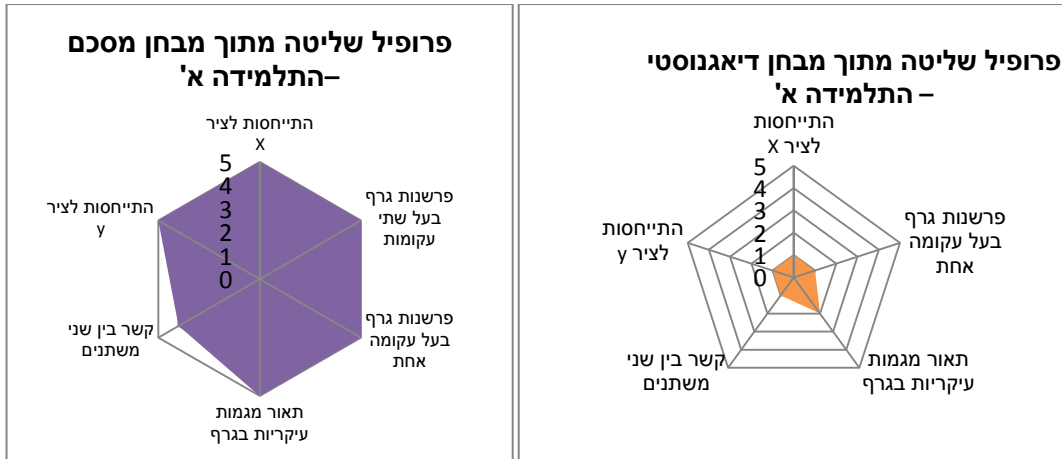 פרופיל שליטה מתוך מבחן דיאגנוסטי
– התלמידה א'
התייחסות
לציר X
פרשנות גרף
בעל עקומה
אחת
תאור מגמות
עיקריות בגרף
קשר בין שני
משתנים
התייחסות
לציר y
5
4
3
2
1
0
פרופיל שליטה מתוך מבחן מסכם
–התלמידה א'
התייחסות לציר
X
פרשנות גרף
בעל שתי
עקומות
פרשנות גרף
בעל עקומה
אחת
תאור מגמות
עיקריות בגרף
קשר בין שני
משתנים
התייחסות לציר
y
5
4
3
2
1
0